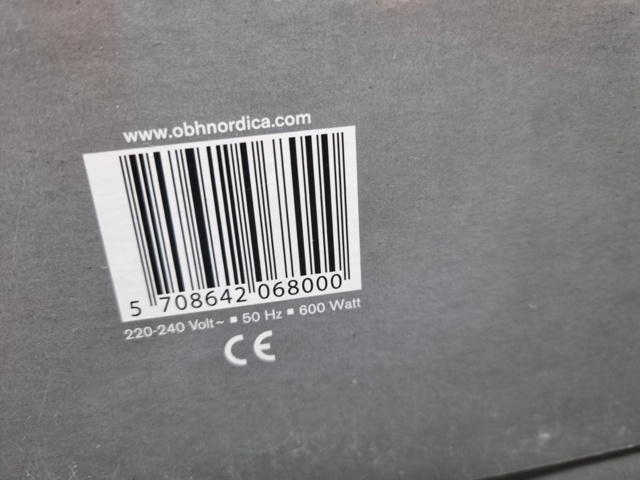 www.obhnordica.com
5 708642 068000
220-240 Volt~ ▪ 50 Hz ▪ 600 Watt
CE